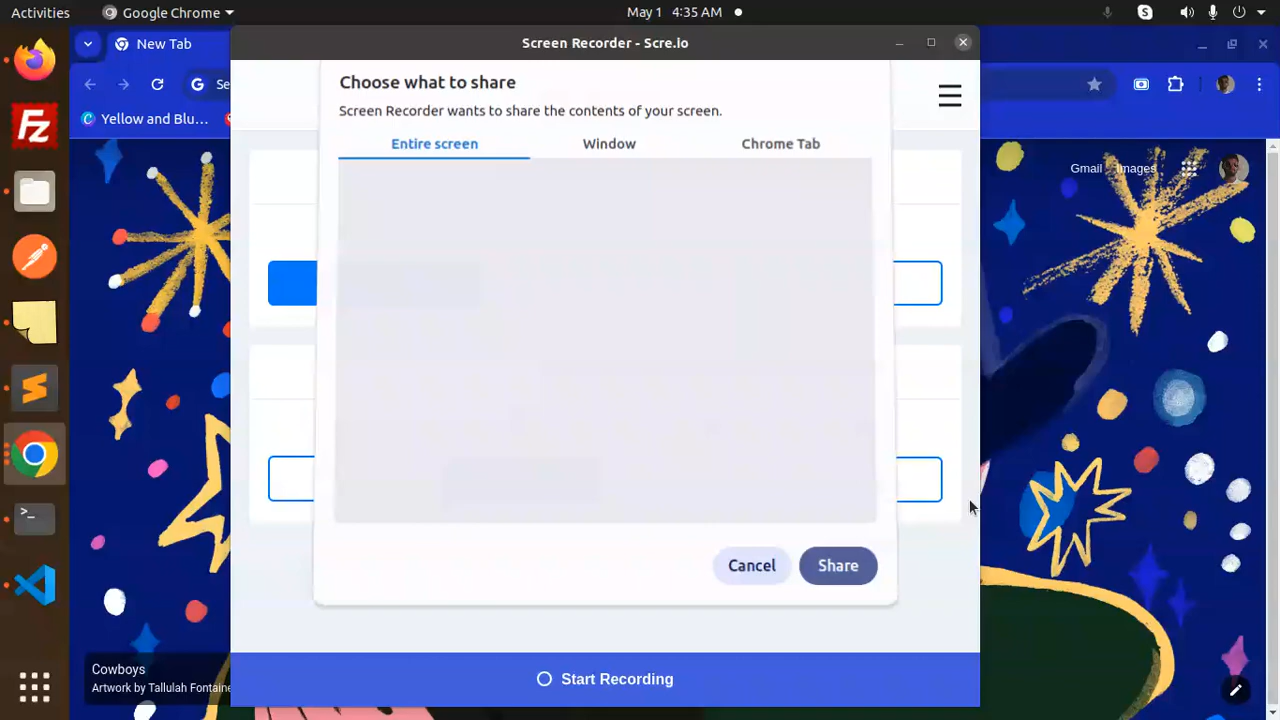 Activities
Google Chrome
May 1 4:35 AM
New Tab
Screen Recorder - Scre.io
Se
Yellow and Blu...
Choose what to share
Screen Recorder wants to share the contents of your screen.
Entire screen
Window
Chrome Tab
Gmail
Images
Cancel
Share
Start Recording
Cowboys
Artwork by Tallulah Fontaine